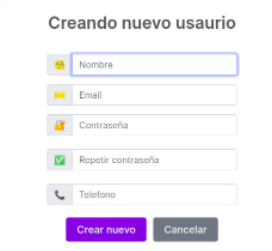 Creando nuevo usaurio
Nombre
Email
Contraseña
Repetir contraseña
Telefono
Crear nuevo Cancelar